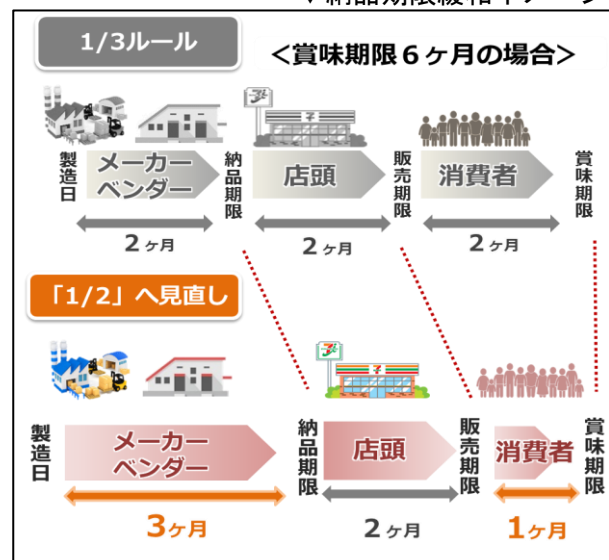 1/3ルール
<賞味期限6ヶ月の場合>
製造日
メーカー
ベンダー
納品期限
店頭
販売期限
消費者
賞味期限
2ヶ月
2ヶ月
2ヶ月
「1/2」へ見直し
製造日
メーカー
ベンダー
納品期限
店頭
販売期限
消費者
賞味期限
3ヶ月
2ヶ月
1ヶ月